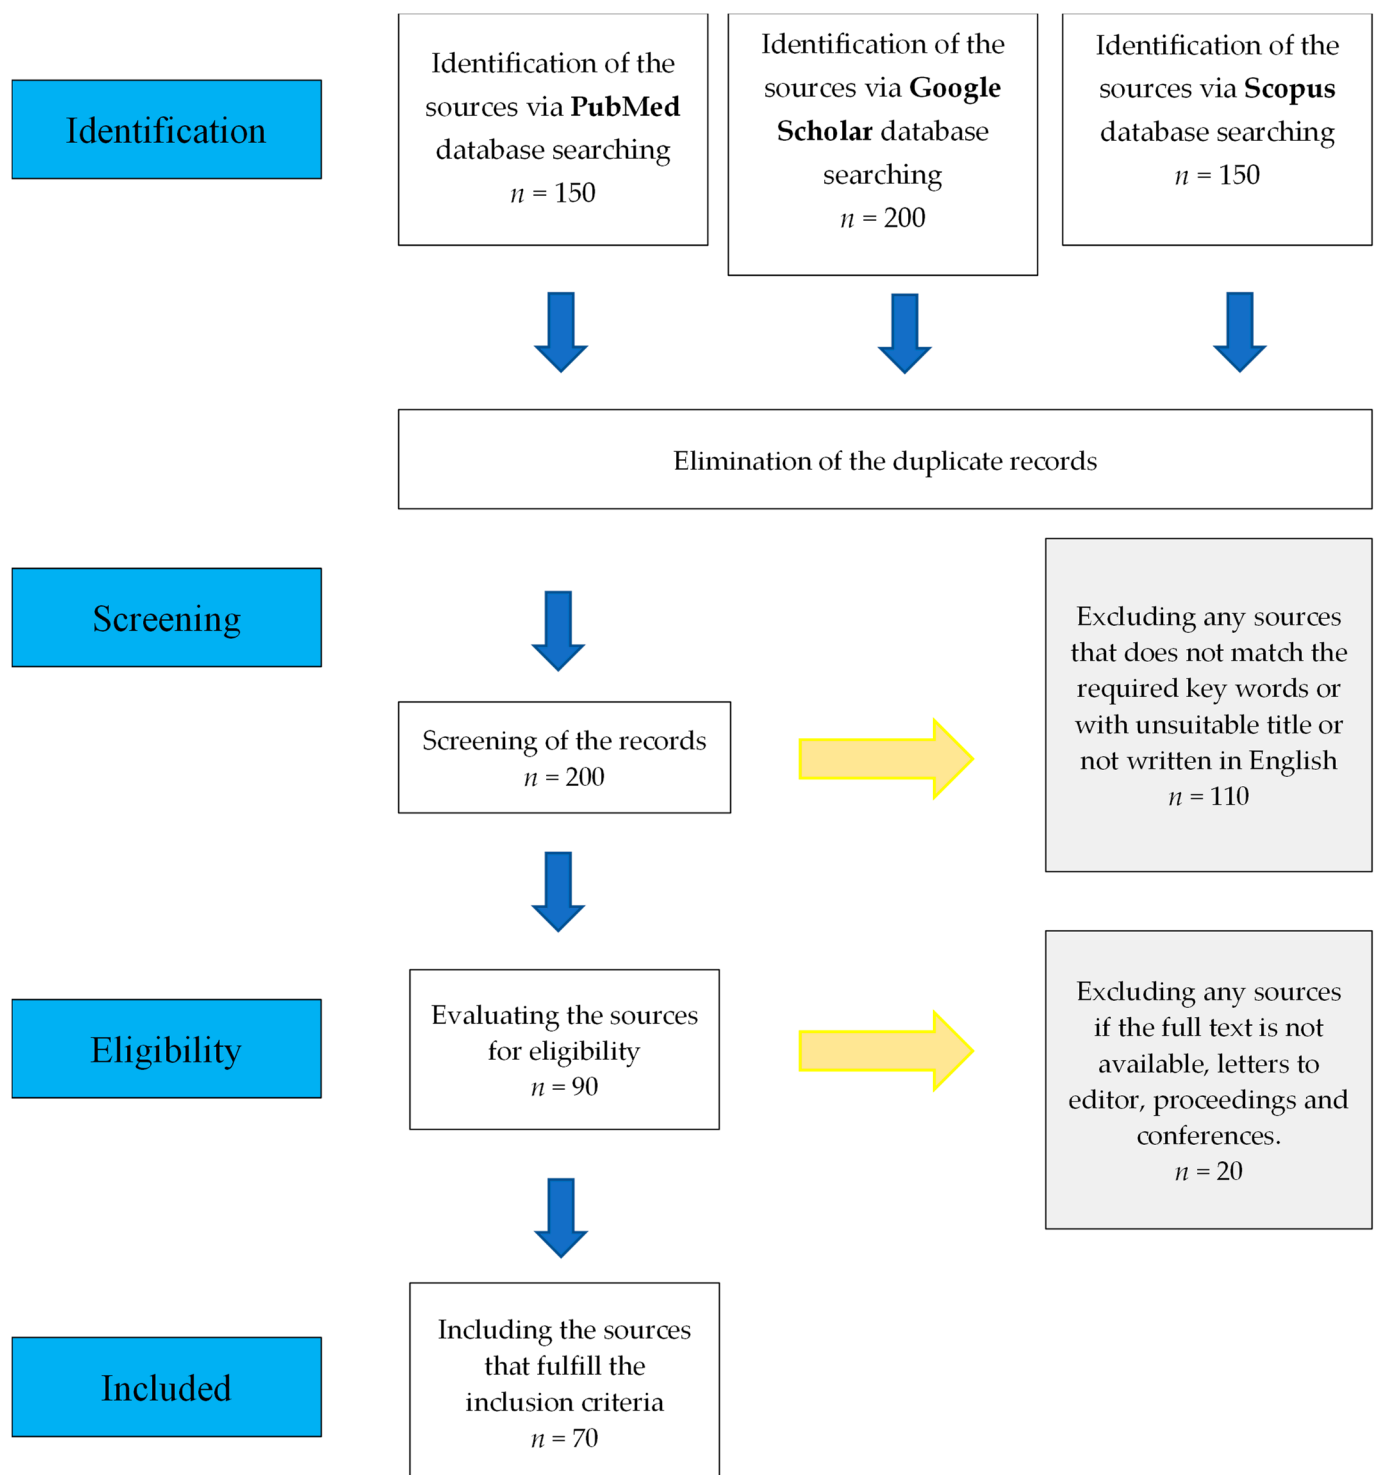 Identification
Identification of the
sources via PubMed
database searching
n = 150
Identification of the
sources via Google
Scholar database
searching
n = 200
Identification of the
sources via Scopus
database searching
n = 150
Elimination of the duplicate records
Screening
Screening of the records
n = 200
Excluding any sources
that does not match the
required key words or
with unsuitable title or
not written in English
n = 110
Eligibility
Evaluating the sources
for eligibility
n = 90
Excluding any sources
if the full text is not
available, letters to
editor, proceedings and
conferences.
n = 20
Included
Including the sources
that fulfill the
inclusion criteria
n = 70